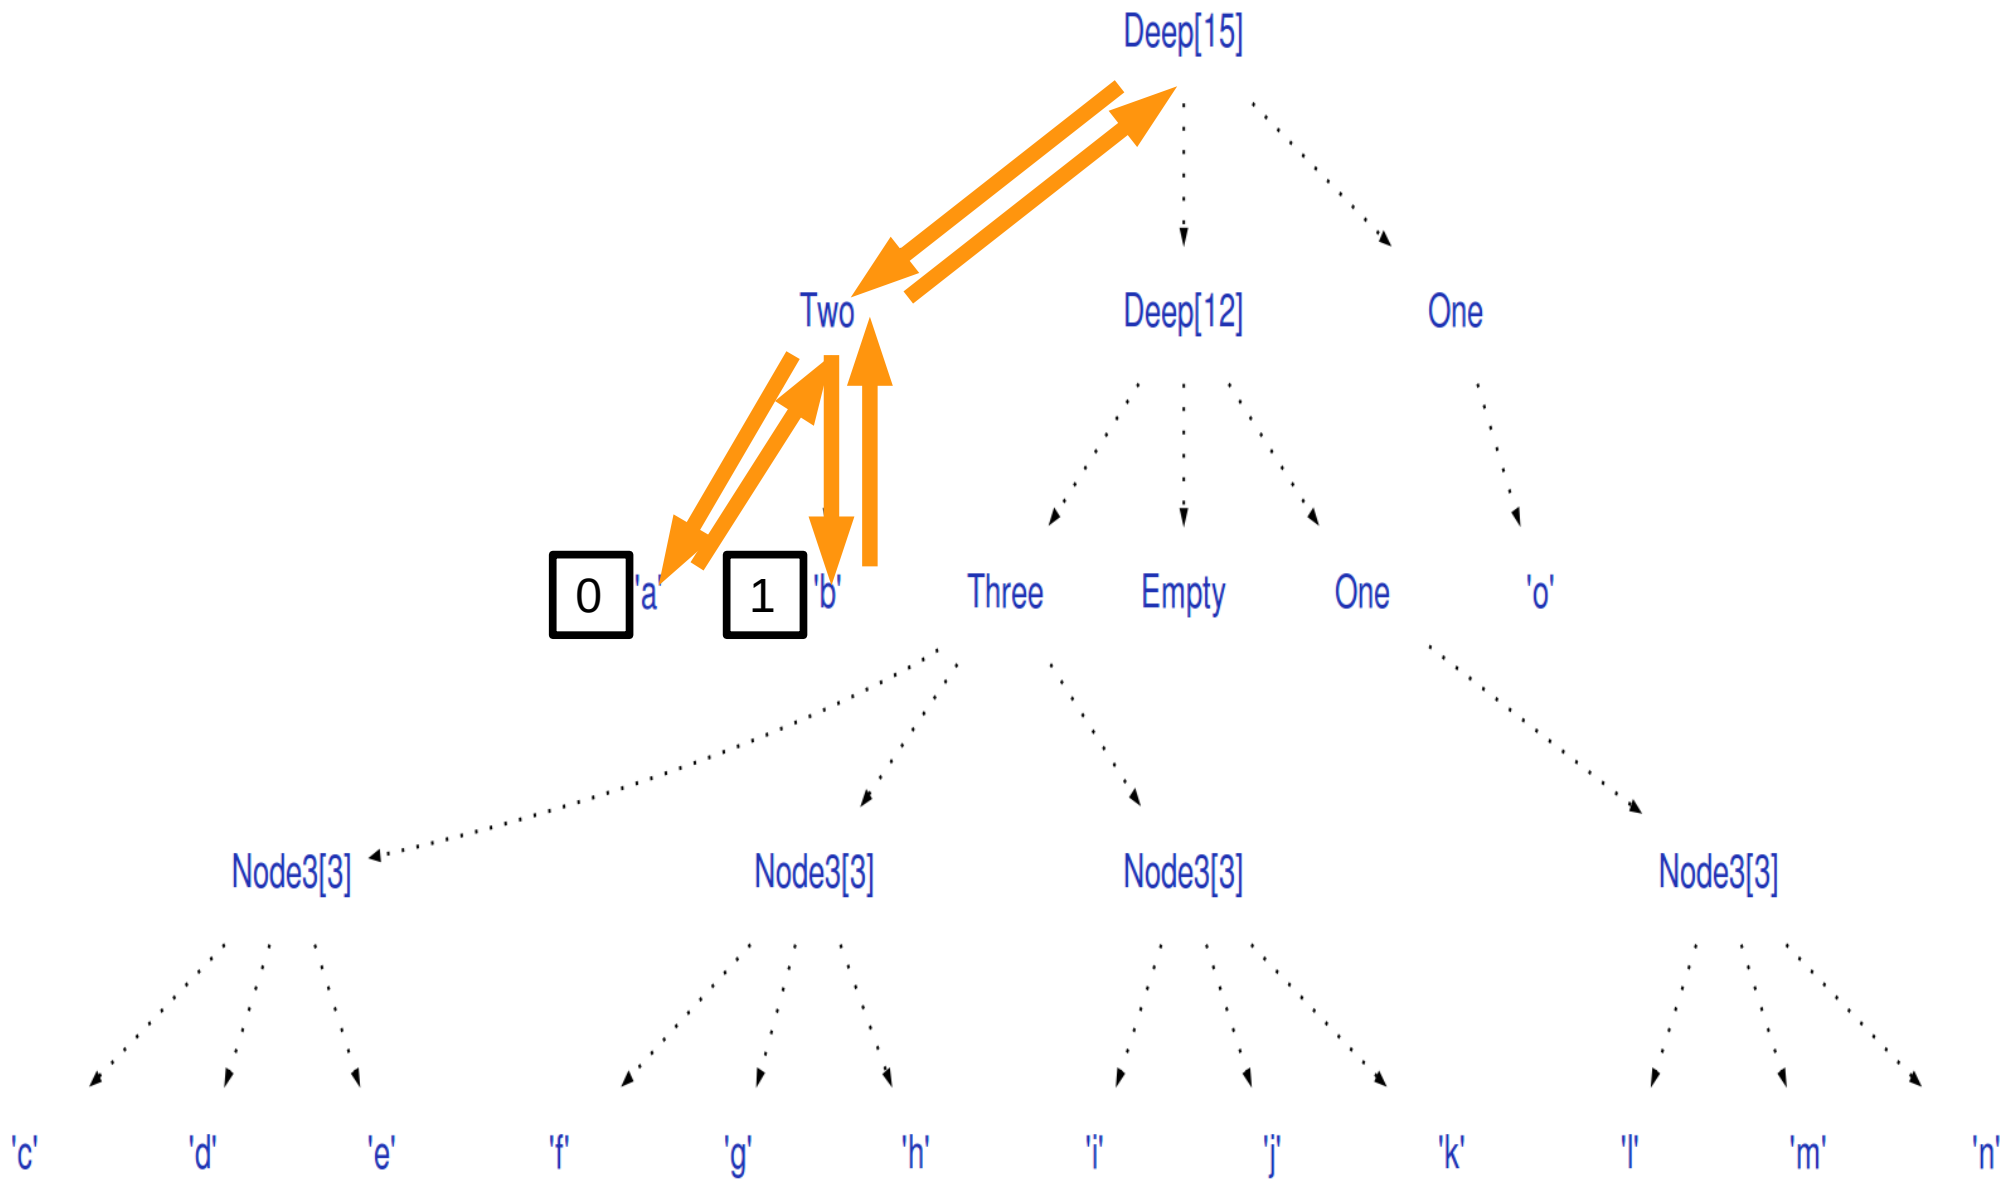 Deep[15]
Two Deep[12] One
0 'a' 1 'b' Three Empty One 'o'
Node3[3] Node3[3] Node3[3] Node3[3]
'c' 'd' 'e' 'f' 'g' 'h' 'i' 'j' 'k' 'l' 'm' 'n'